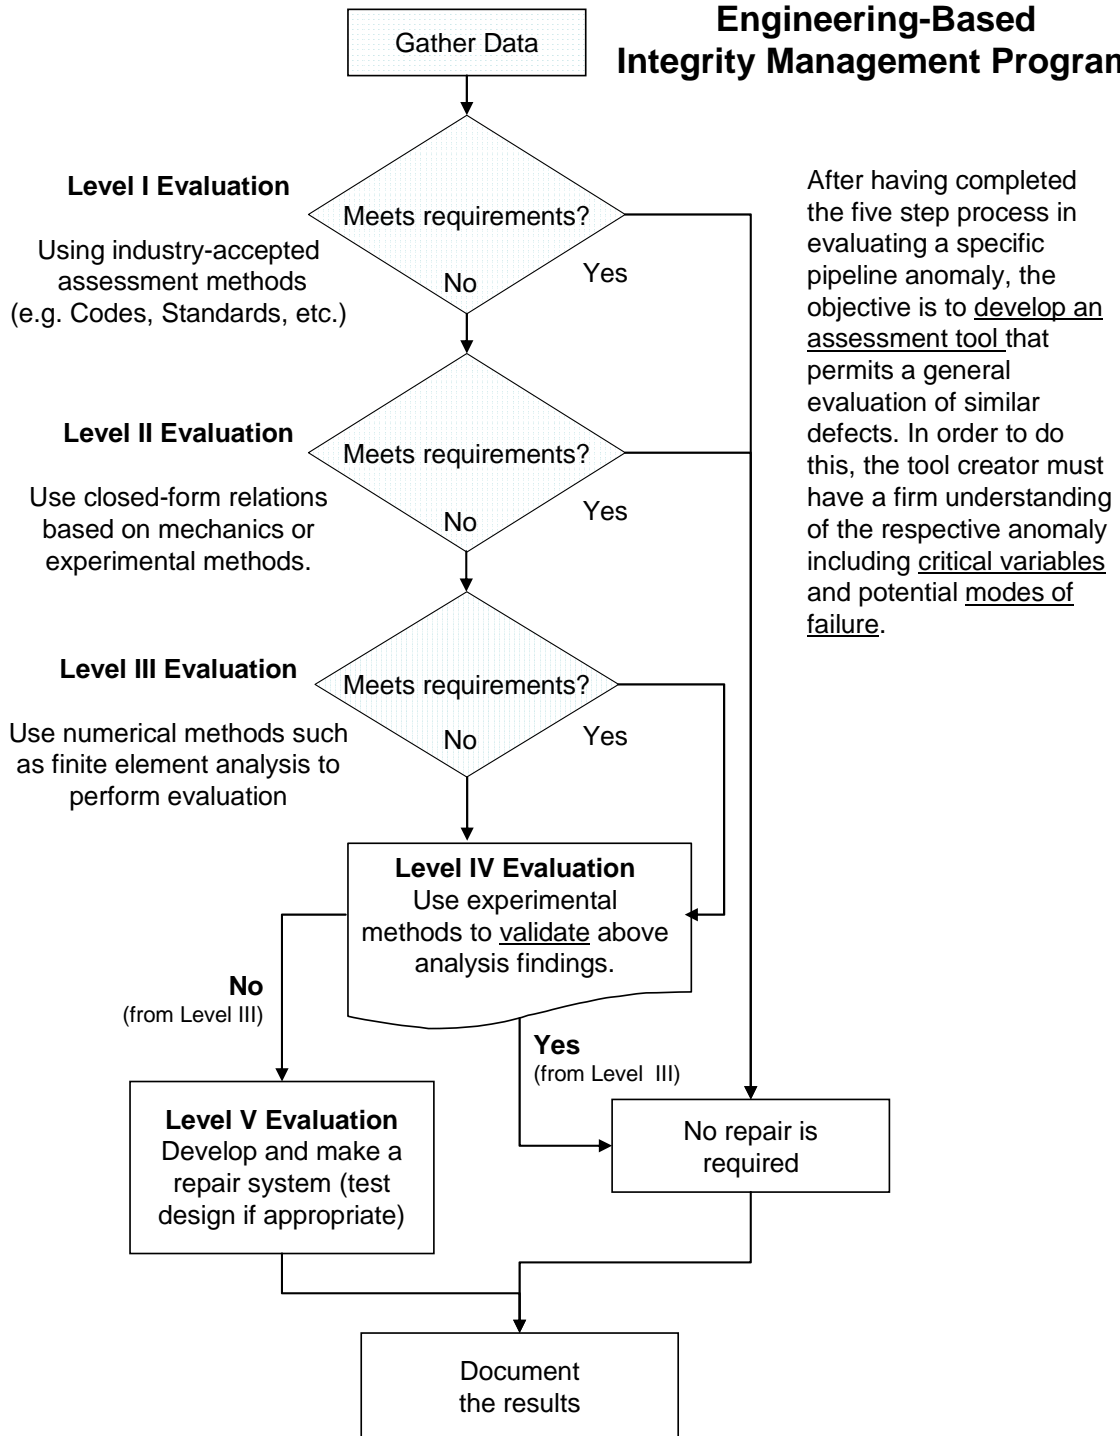 Engineering-Based
Integrity Management Program
Gather Data
Level I Evaluation
Using industry-accepted
assessment methods
(e.g. Codes, Standards, etc.)
Meets requirements?
No
Yes
After having completed
the five step process in
evaluating a specific
pipeline anomaly, the
objective is to develop an
assessment tool that
permits a general
evaluation of similar
defects. In order to do
this, the tool creator must
have a firm understanding
of the respective anomaly
including critical variables
and potential modes of
failure.
Level II Evaluation
Use closed-form relations
based on mechanics or
experimental methods.
Meets requirements?
No
Yes
Level III Evaluation
Use numerical methods such
as finite element analysis to
perform evaluation
Meets requirements?
No
Yes
Level IV Evaluation
Use experimental
methods to validate above
analysis findings.
No
(from Level III)
Yes
(from Level III)
Level V Evaluation
Develop and make a
repair system (test
design if appropriate)
No repair is
required
Document
the results